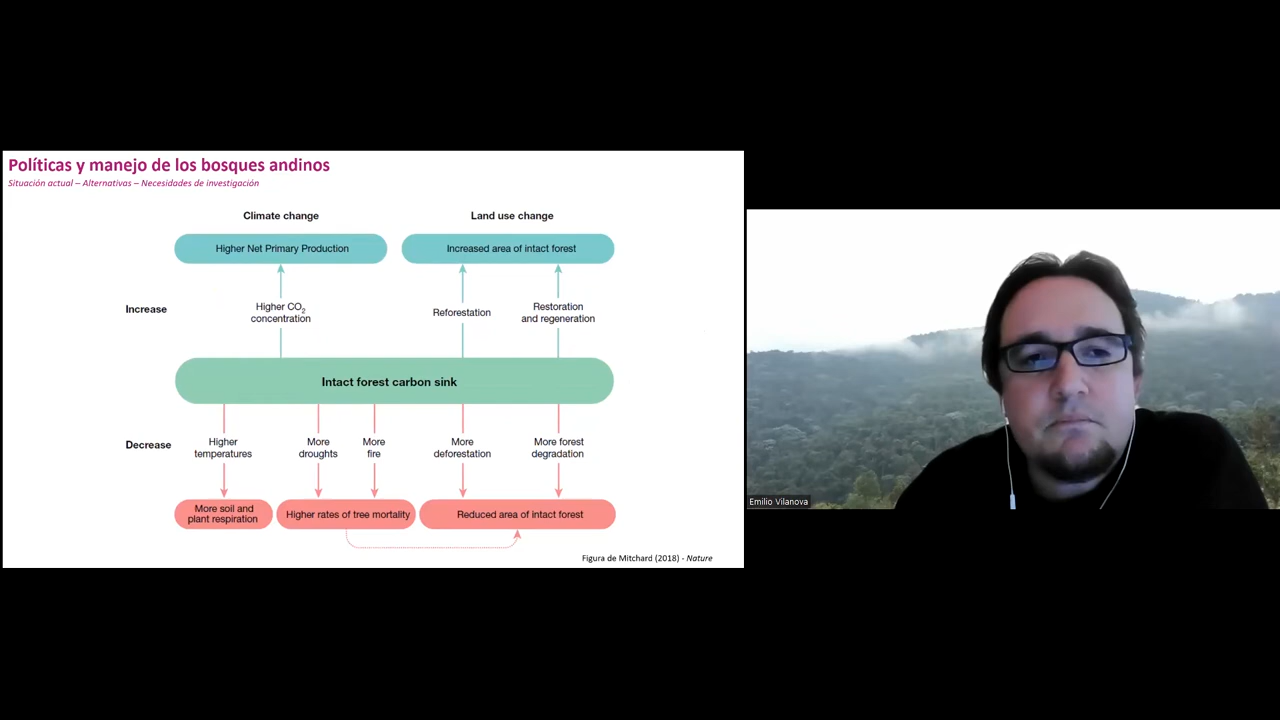 Políticas y manejo de los bosques andinos
Situación actual – Alternativas – Necesidades de investigación
Climate change
Land use change
Higher Net Primary Production
Increased area of intact forest
Increase
Higher CO2
concentration
Reforestation
Restoration
and regeneration
Intact forest carbon sink
Decrease
Higher
temperatures
More
droughts
More
fire
More
deforestation
More forest
degradation
More soil and
plant respiration
Higher rates of tree mortality
Reduced area of intact forest
Figura de Mitchard (2018) - Nature
Emilio Vilanova